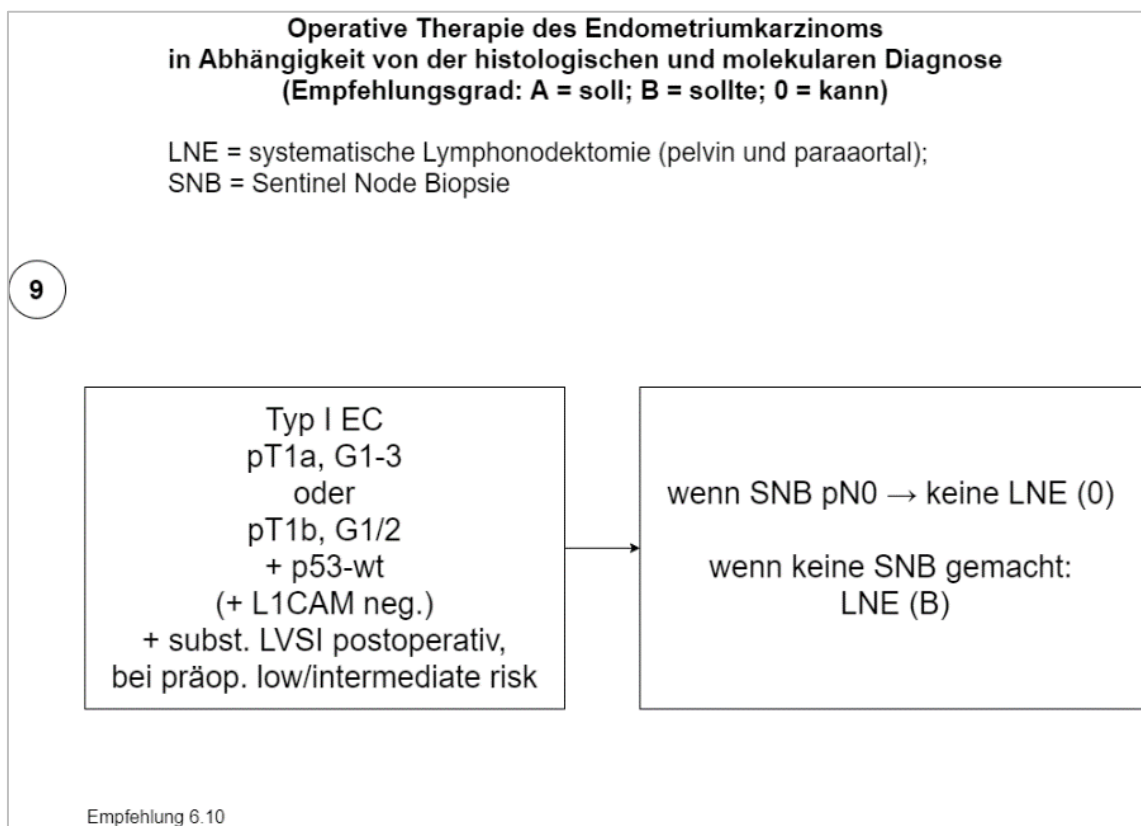 Operative Therapie des Endometriumkarzinoms
in Abhängigkeit von der histologischen und molekularen Diagnose
(Empfehlungsgrad: A = soll; B = sollte; 0 = kann)
LNE = systematische Lymphonodektomie (pelvin und paraaortal);
SNB = Sentinel Node Biopsie
9
Typ I EC
pT1a, G1-3
oder
pT1b, G1/2
+ p53-wt
(+ L1CAM neg.)
+ subst. LVSI postoperativ,
bei präop. low/intermediate risk
wenn SNB pN0 → keine LNE (0)
wenn keine SNB gemacht:
LNE (B)
Empfehlung 6.10